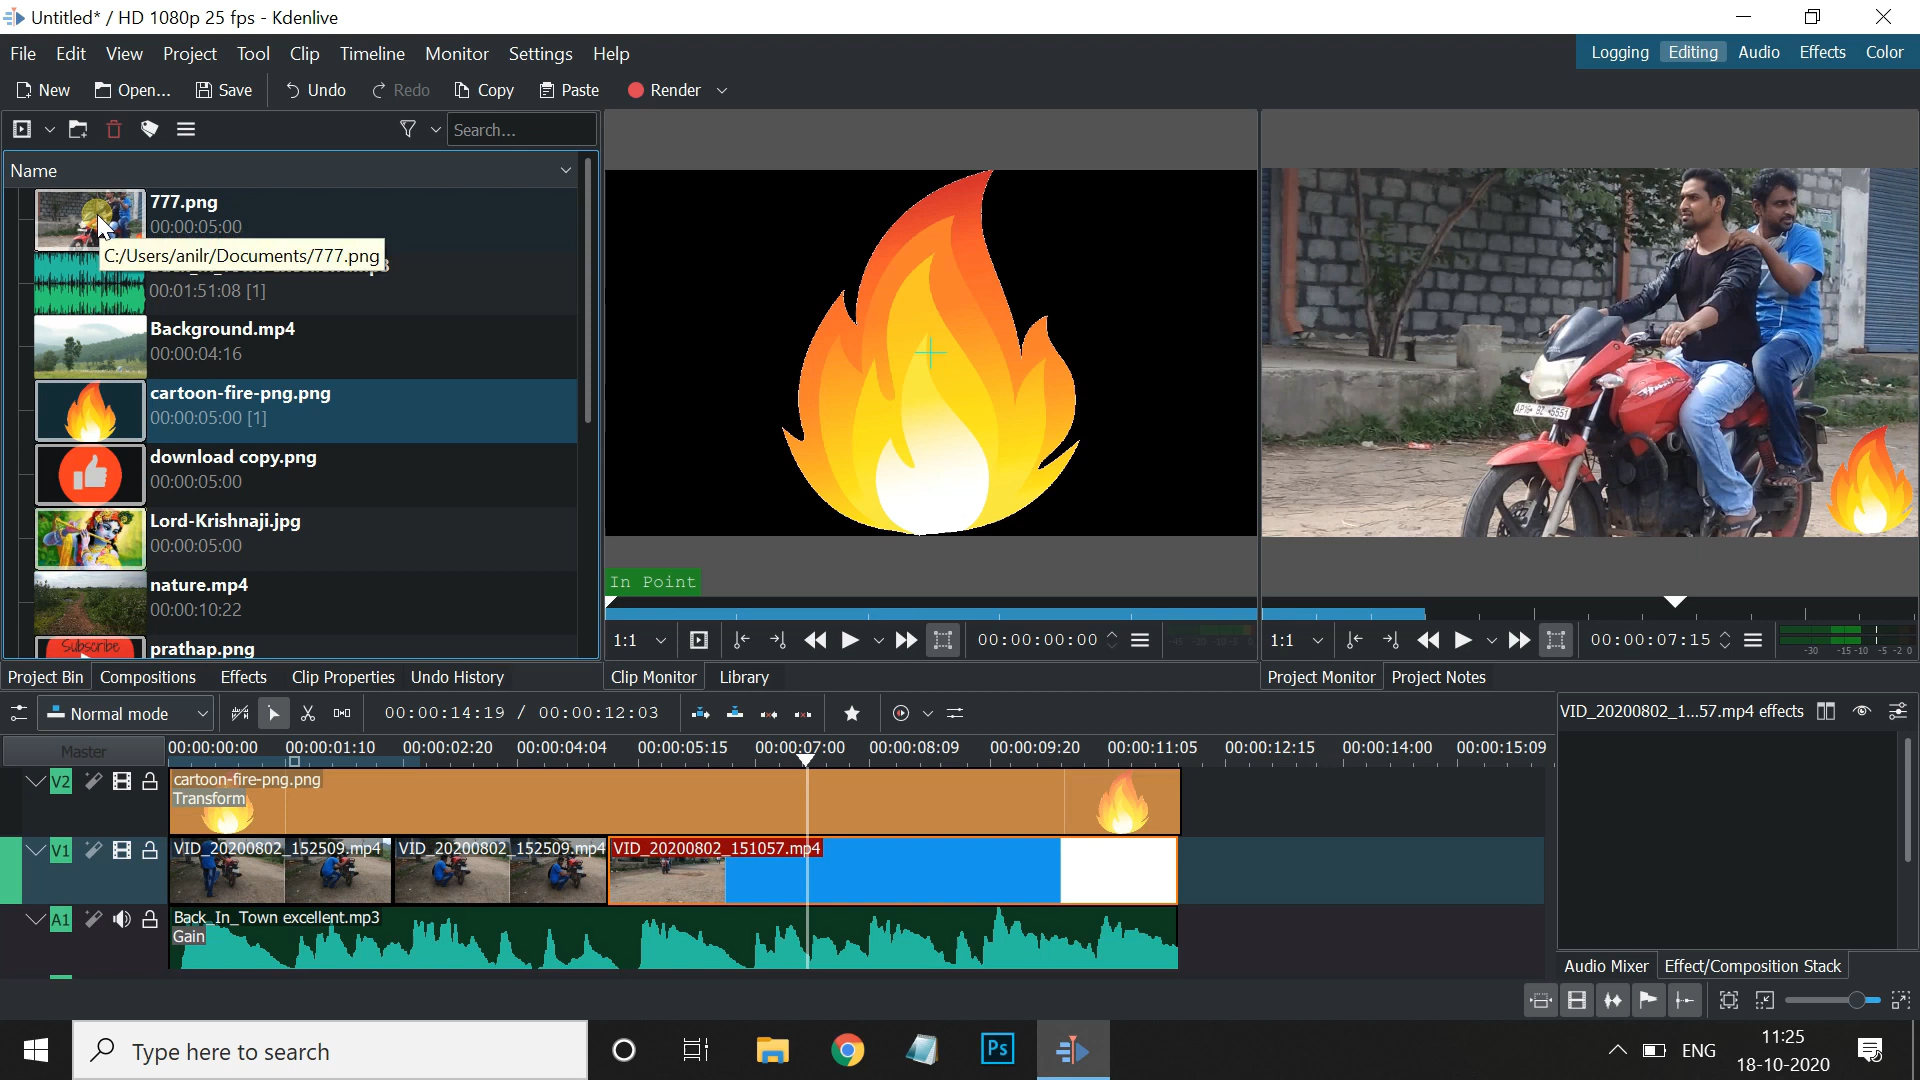 Untitled* / HD 1080p 25 fps - Kdenlive
File Edit View Project Tool Clip Timeline Monitor Settings Help
Logging Editing Audio Effects Color
New Open... Save Undo Redo Copy Paste Render
Search...
Name
777.png
00:00:05:00
C:/Users/anilr/Documents/777.png
00:01:51:08 [1]
Background.mp4
00:00:04:16
cartoon-fire-png.png
00:00:05:00 [1]
download copy.png
00:00:05:00
Lord-Krishnaji.jpg
00:00:05:00
nature.mp4
00:00:10:22
Subscribe
prathap.png
In Point
1:1 00:00:00:00
1:1 00:00:07:15
-30 -15 -10 -5 -2 0
Project Bin Compositions Effects Clip Properties Undo History
Clip Monitor Library
Project Monitor Project Notes
Normal mode 00:00:14:19 / 00:00:12:03
VID_20200802_1...57.mp4 effects
Master 00:00:00:00 00:00:01:10 00:00:02:20 00:00:04:04 00:00:05:15 00:00:07:00 00:00:08:09 00:00:09:20 00:00:11:05 00:00:12:15 00:00:14:00 00:00:15:09
V2 cartoon-fire-png.png
Transform
V1 VID_20200802_152509.mp4 VID_20200802_152509.mp4 VID_20200802_151057.mp4
A1 Back_In_Town excellent.mp3
Gain
Audio Mixer Effect/Composition Stack
Type here to search
Ps
ENG
11:25
18-10-2020